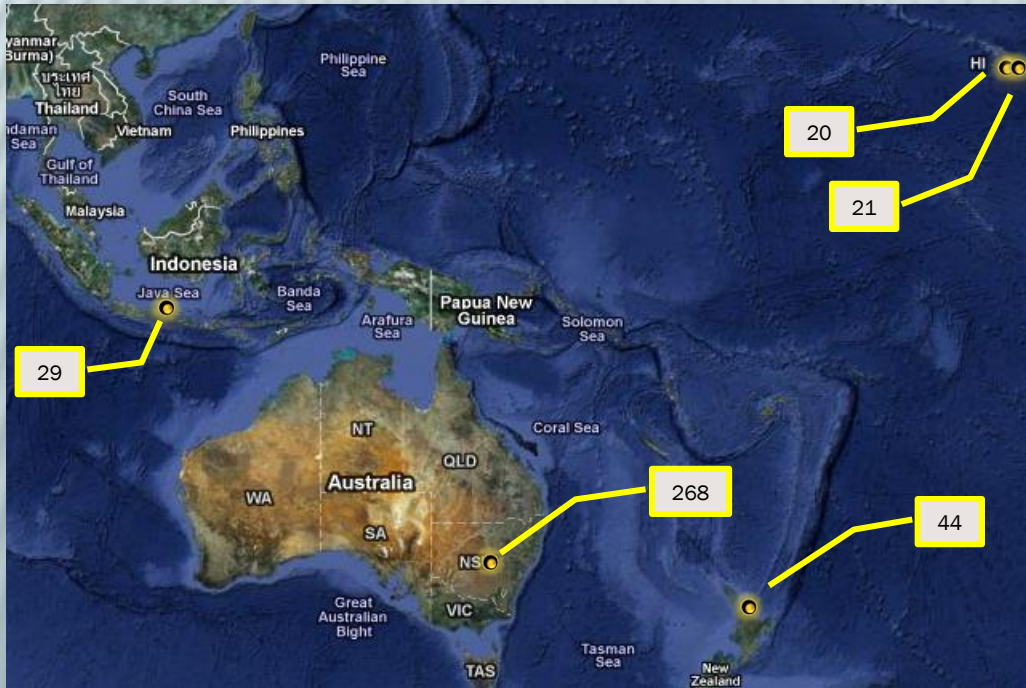 yanmar
Burma)
ประเทศ
ไทย
Thailand
ndaman
Sea
Vietnam
Gulf of
Thailand
South
China Sea
Philippine
Sea
Philippines
Malaysia
HI
20
21
Indonesia
Java Sea
Banda
Sea
Arafura
Sea
Papua New
Guinea
Solomon
Sea
29
Coral Sea
NT
QLD
Australia
WA
SA
NS
268
44
VIC
Great
Australian
Bight
Tasman
Sea
TAS
New
Zealand